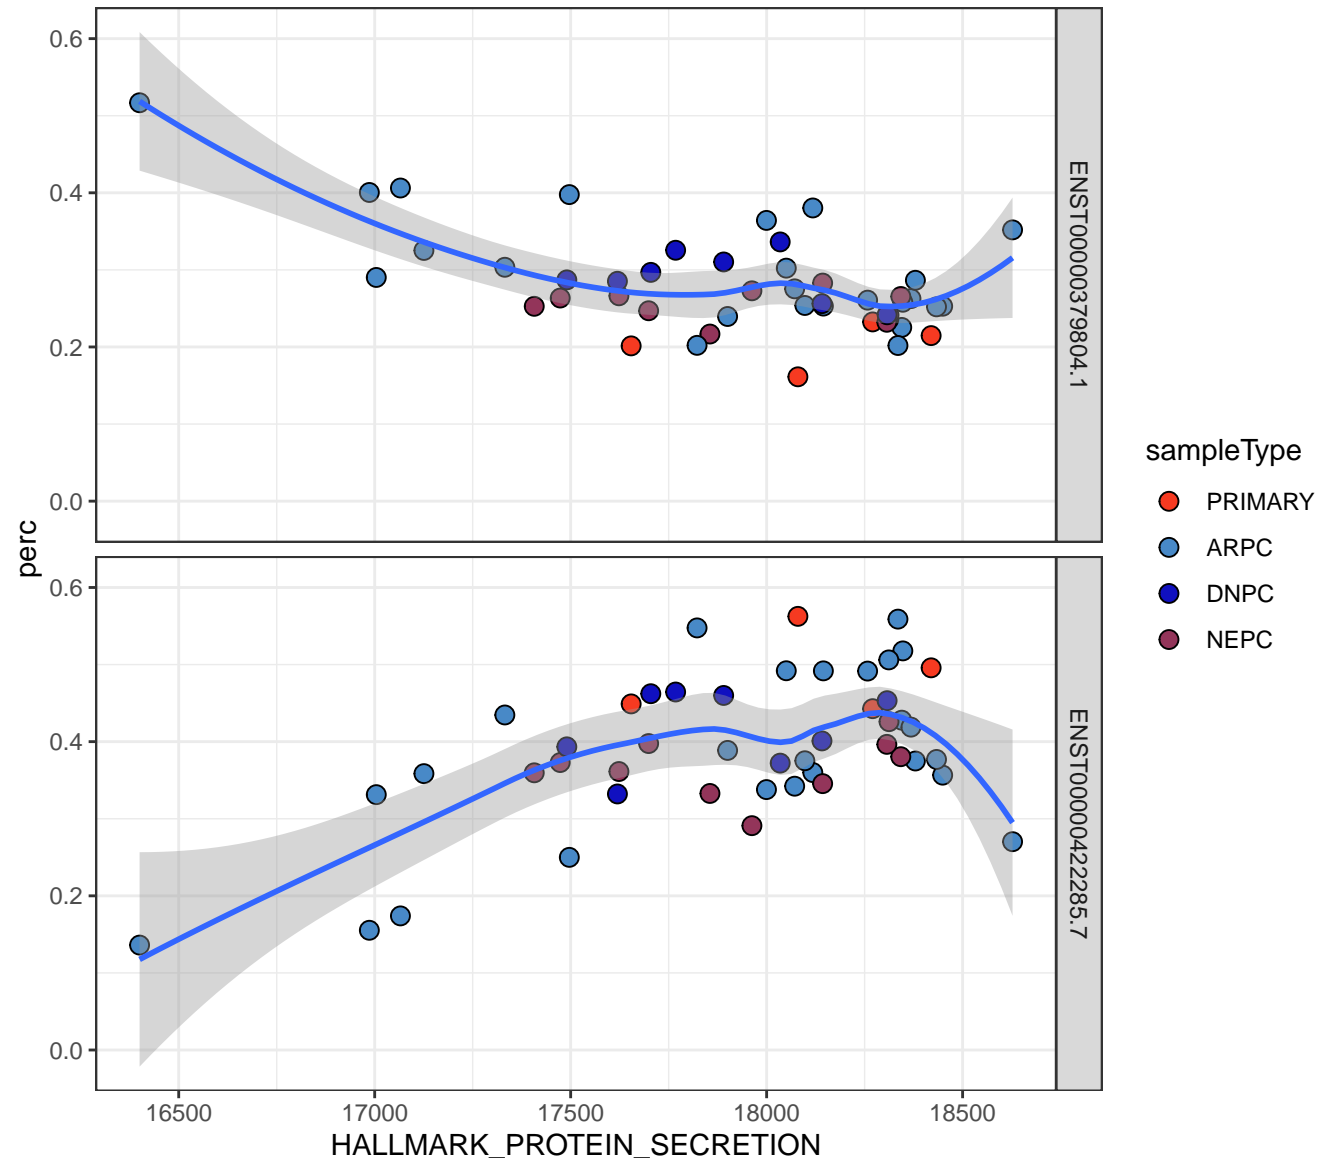 0.6
0.4
0.2
0.0
ENST00000379804.1
0.6
0.4
0.2
0.0
ENST00000422285.7
perc
16500 17000 17500 18000 18500
HALLMARK_PROTEIN_SECRETION
sampleType
PRIMARY
ARPC
DNPC
NEPC